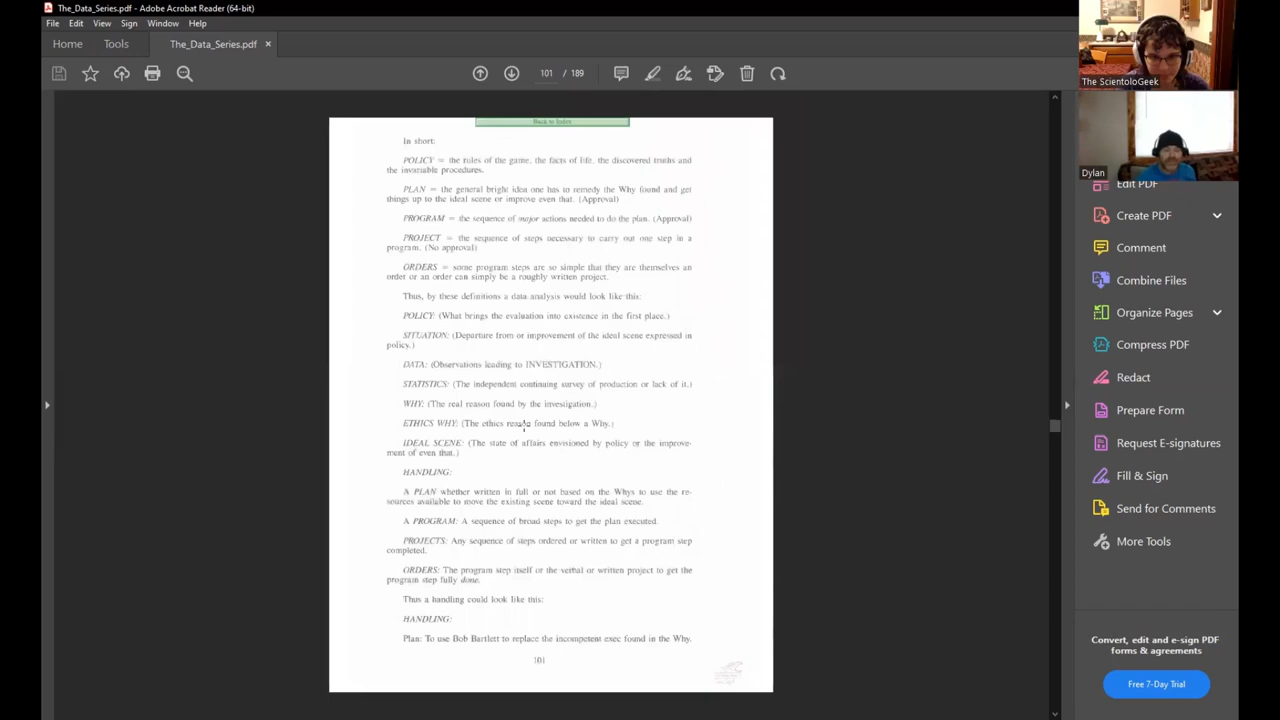 The_Data_Series.pdf - Adobe Acrobat Reader (64-bit)
File Edit View Sign Window Help
Home Tools The_Data_Series.pdf ×
101 / 189
The ScientoloGeek
Dylan
Back to Index
In short:
POLICY = the rules of the game, the facts of life, the discovered truths and
the invariable procedures.
PLAN = the general bright idea one has to remedy the Why found and get
things up to the ideal scene or improve even that. (Approval)
PROGRAM = the sequence of major actions needed to do the plan. (Approval)
PROJECT = the sequence of steps necessary to carry out one step in a
program. (No approval)
ORDERS = some program steps are so simple that they are themselves an
order or an order can simply be a roughly written project.
Thus, by these definitions a data analysis would look like this:
POLICY: (What brings the evaluation into existence in the first place.)
SITUATION: (Departure from or improvement of the ideal scene expressed in
policy.)
DATA: (Observations leading to INVESTIGATION.)
STATISTICS: (The independent continuing survey of production or lack of it.)
WHY: (The real reason found by the investigation.)
ETHICS WHY: (The ethics reason found below a Why.)
IDEAL SCENE: (The state of affairs envisioned by policy or the improve-
ment of even that.)
HANDLING:
A PLAN whether written in full or not based on the Whys to use the re-
sources available to move the existing scene toward the ideal scene.
A PROGRAM: A sequence of broad steps to get the plan executed.
PROJECTS: Any sequence of steps ordered or written to get a program step
completed.
ORDERS: The program step itself or the verbal or written project to get the
program step fully done.
Thus a handling could look like this:
HANDLING:
Plan: To use Bob Bartlett to replace the incompetent exec found in the Why.
101
Edit PDF
Create PDF
Comment
Combine Files
Organize Pages
Compress PDF
Redact
Prepare Form
Request E-signatures
Fill & Sign
Send for Comments
More Tools
Convert, edit and e-sign PDF
forms & agreements
Free 7-Day Trial